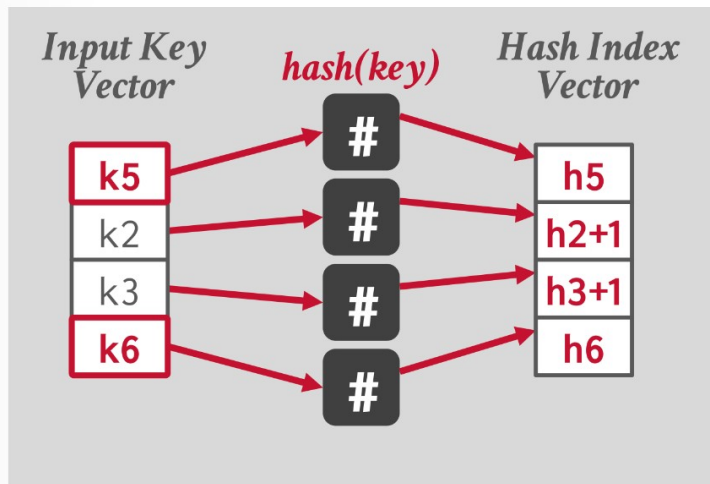 Input Key
Vector
hash(key)
Hash Index
Vector
k5
k2
k3
k6
#
#
#
#
h5
h2+1
h3+1
h6